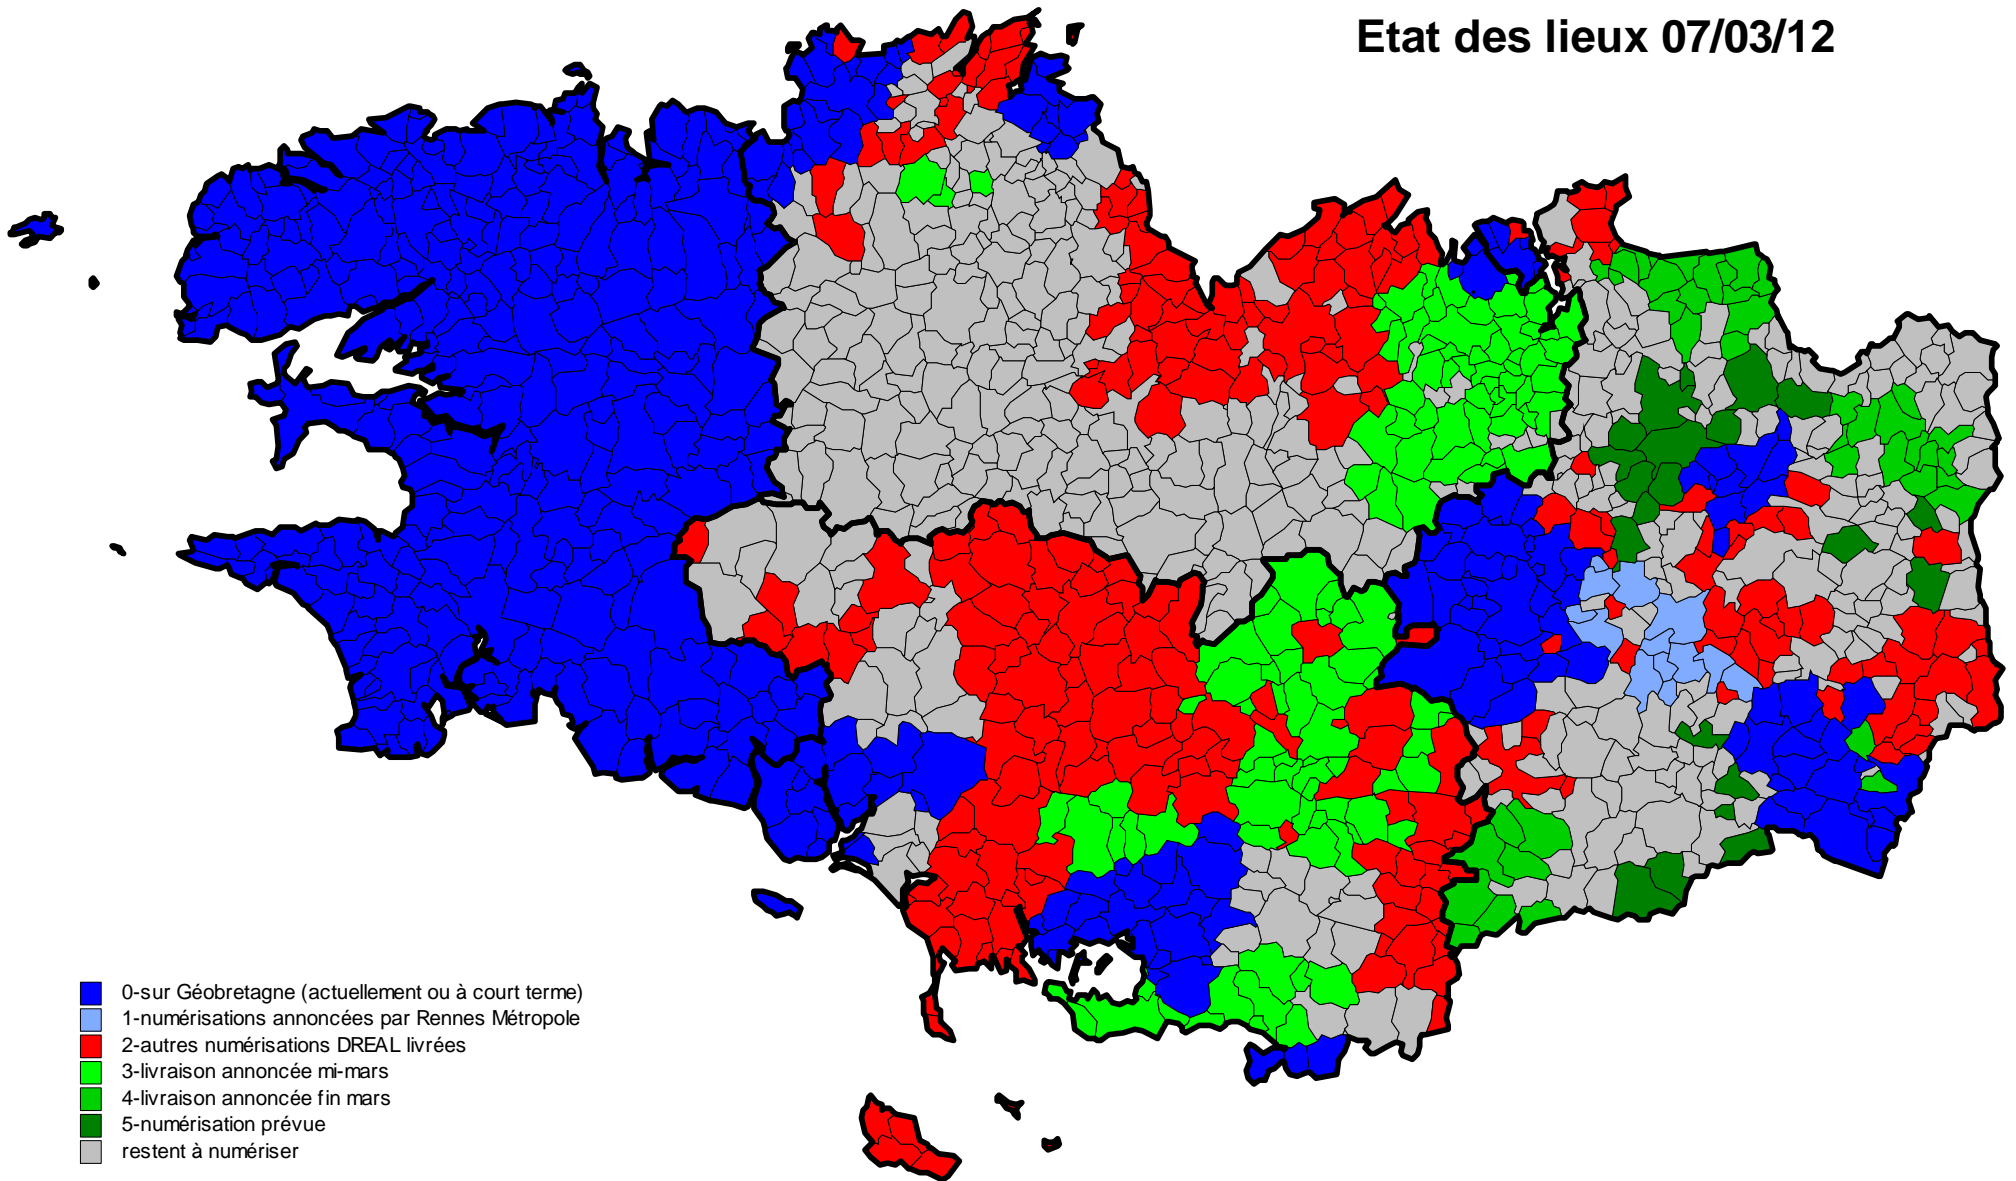 Etat des lieux 07/03/12
0-sur Géobretagne (actuellement ou à court terme)
1-numérisations annoncées par Rennes Métropole
2-autres numérisations DREAL livrées
3-livraison annoncée mi-mars
4-livraison annoncée fin mars
5-numérisation prévue
restent à numériser